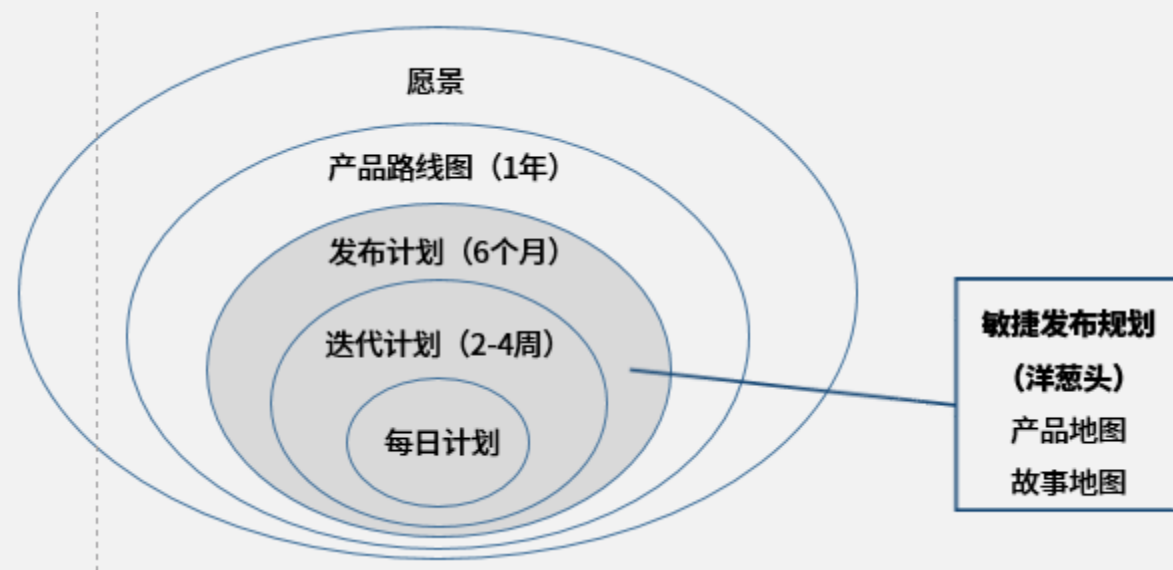 愿景
产品路线图（1年）
发布计划（6个月）
迭代计划（2-4周）
每日计划
敏捷发布规划
（洋葱头）
产品地图
故事地图